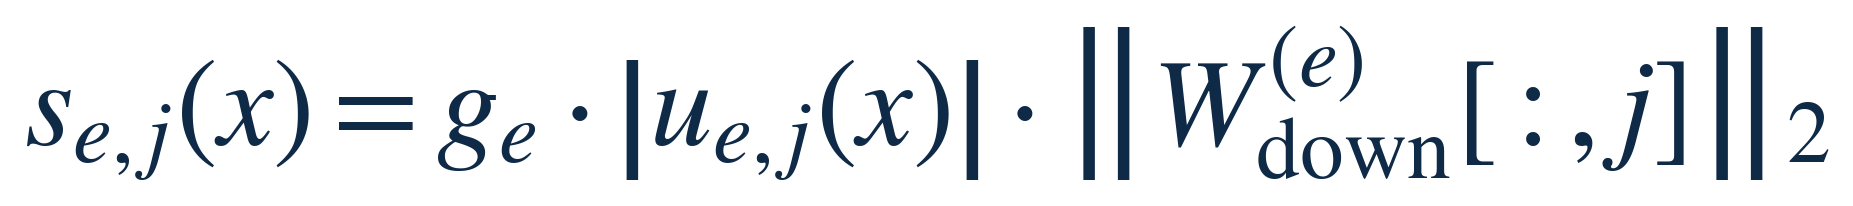 s_{e,j}(x) = g_e · |u_{e,j}(x)| · ‖W_{down}^{(e)}[:,j]‖_2